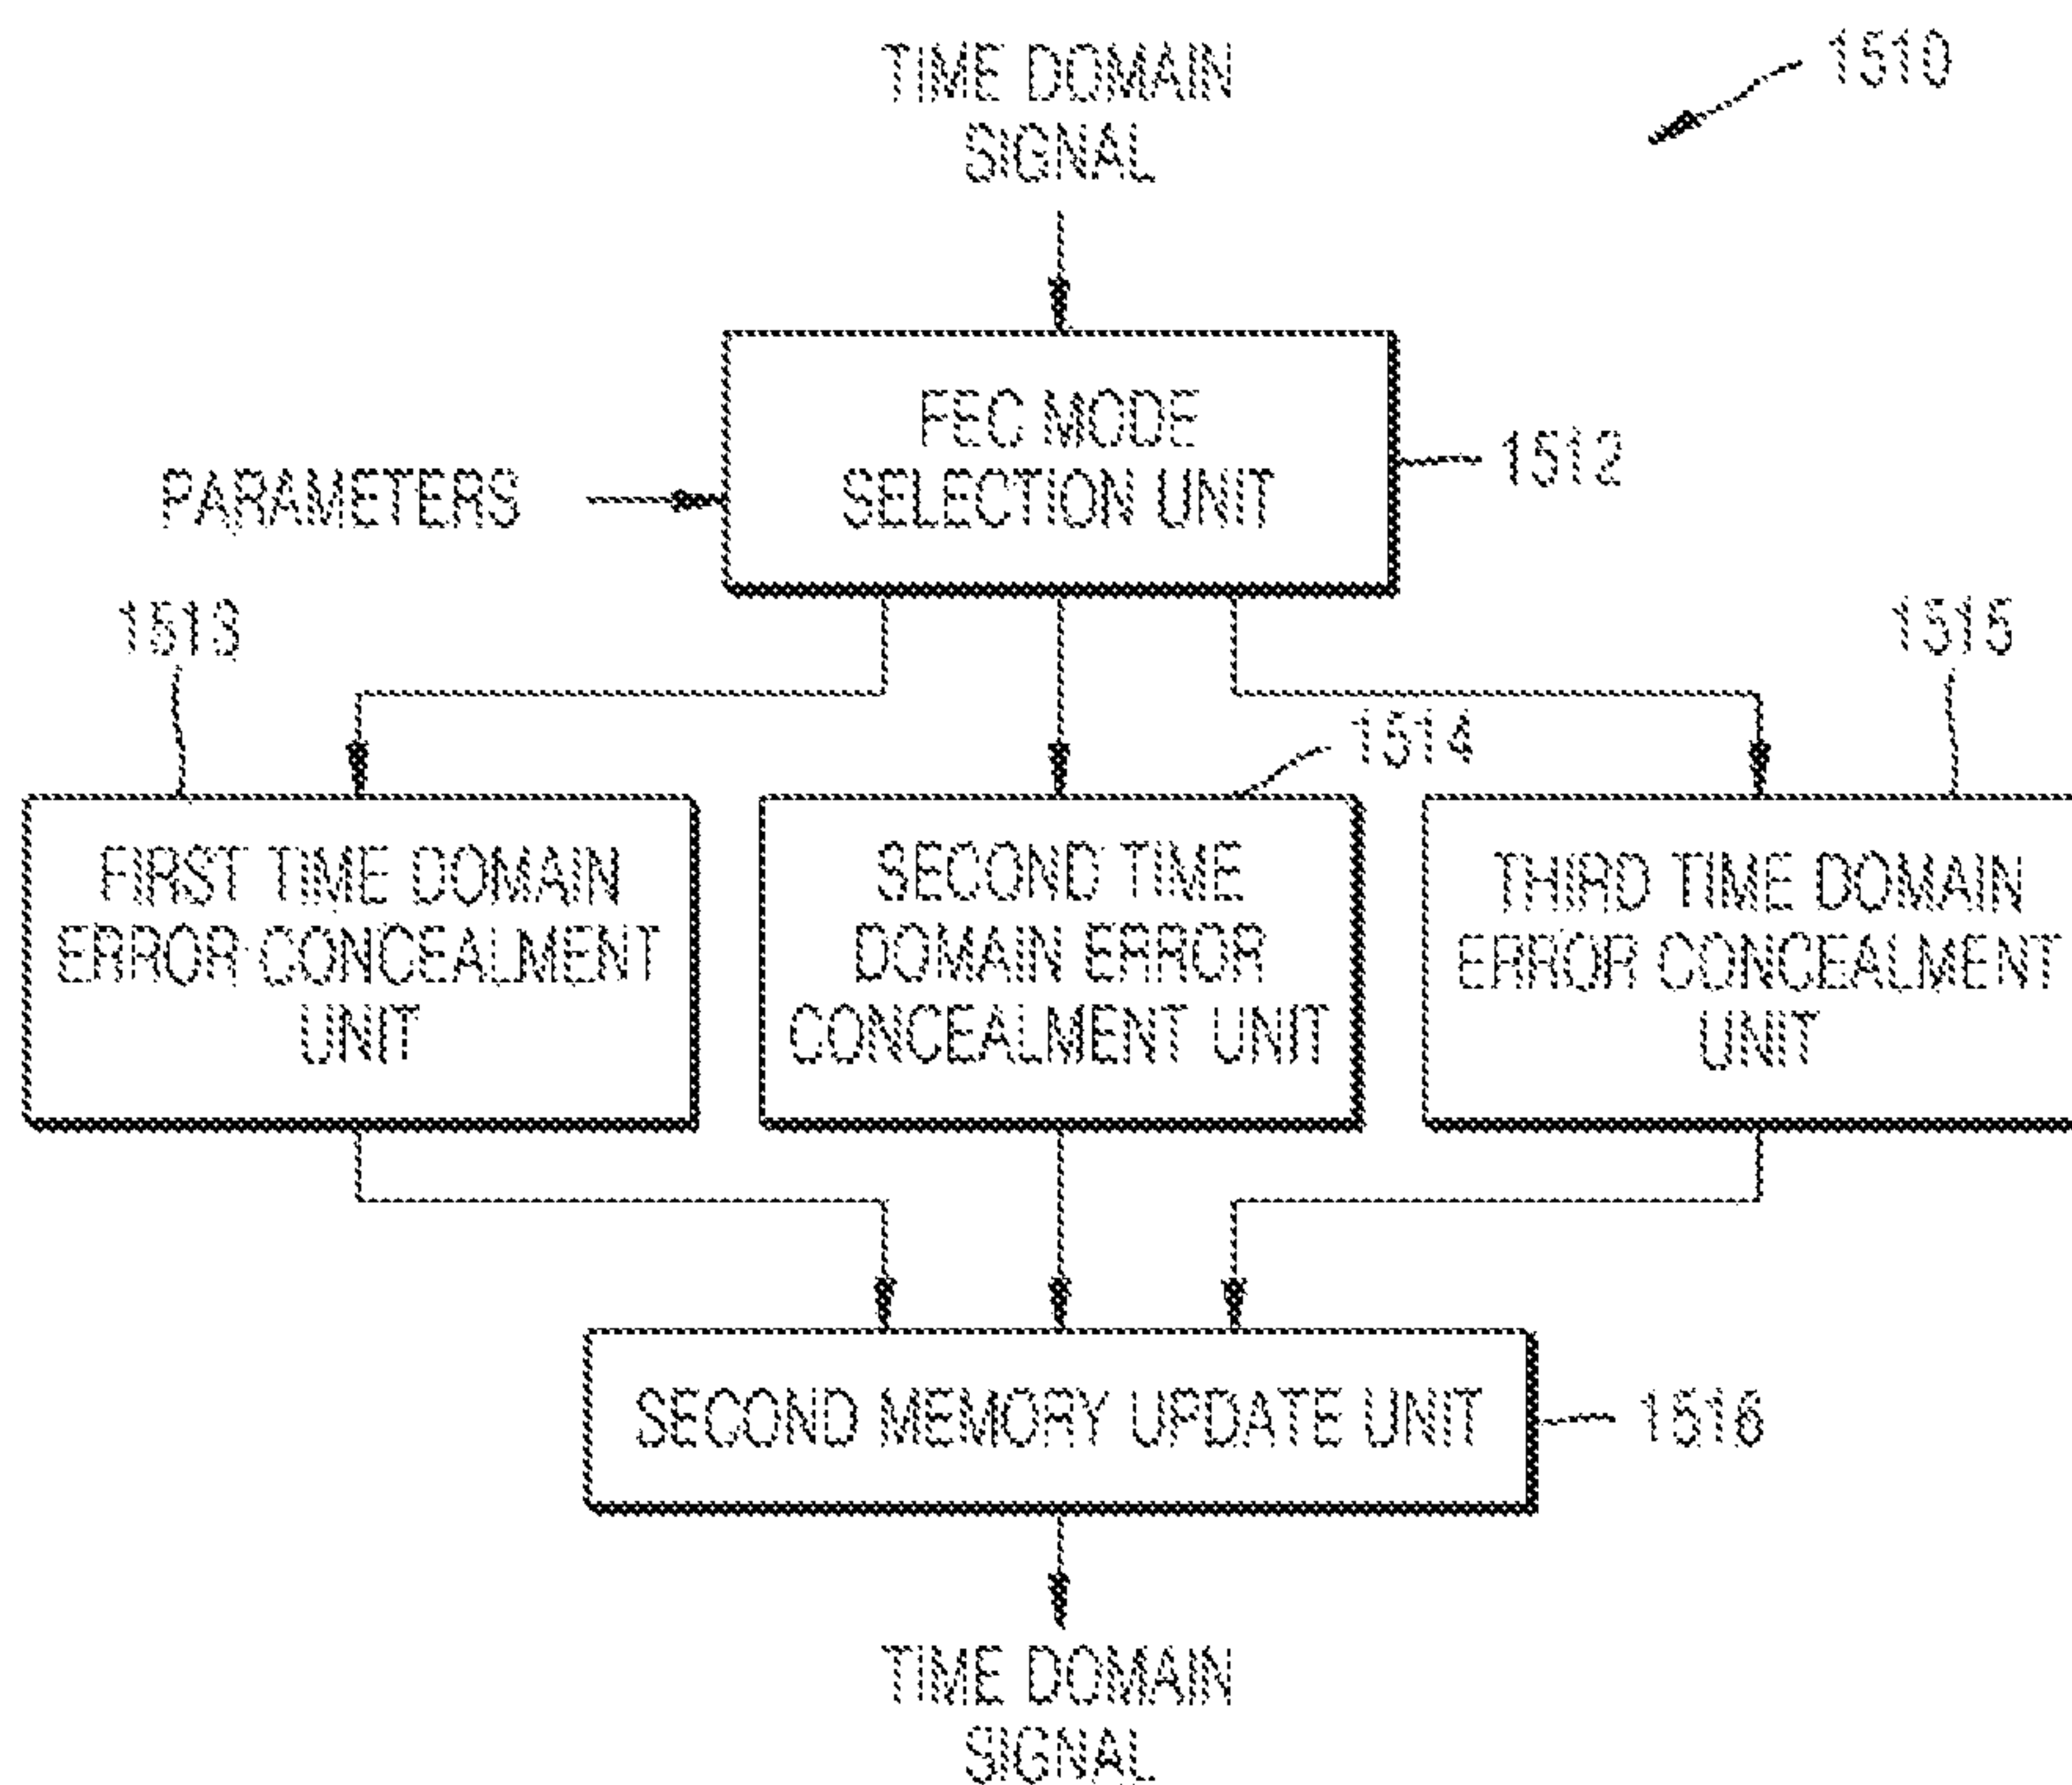 TIME DOMAIN
SIGNAL
1510
FEC MODE
SELECTION UNIT
1512
PARAMETERS
1513
1515
1514
FIRST TIME DOMAIN
ERROR CONCEALMENT
UNIT
SECOND TIME
DOMAIN ERROR
CONCEALMENT UNIT
THIRD TIME DOMAIN
ERROR CONCEALMENT
UNIT
SECOND MEMORY UPDATE UNIT
1516
TIME DOMAIN
SIGNAL